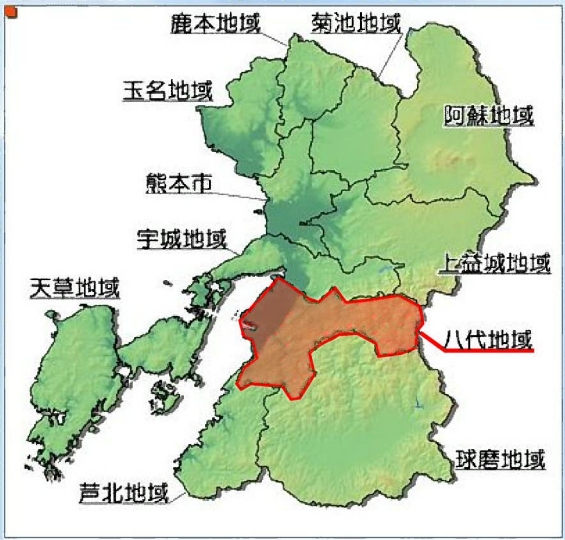 鹿本地域
菊池地域
玉名地域
阿蘇地域
熊本市
宇城地域
上益城地域
天草地域
八代地域
球磨地域
芦北地域